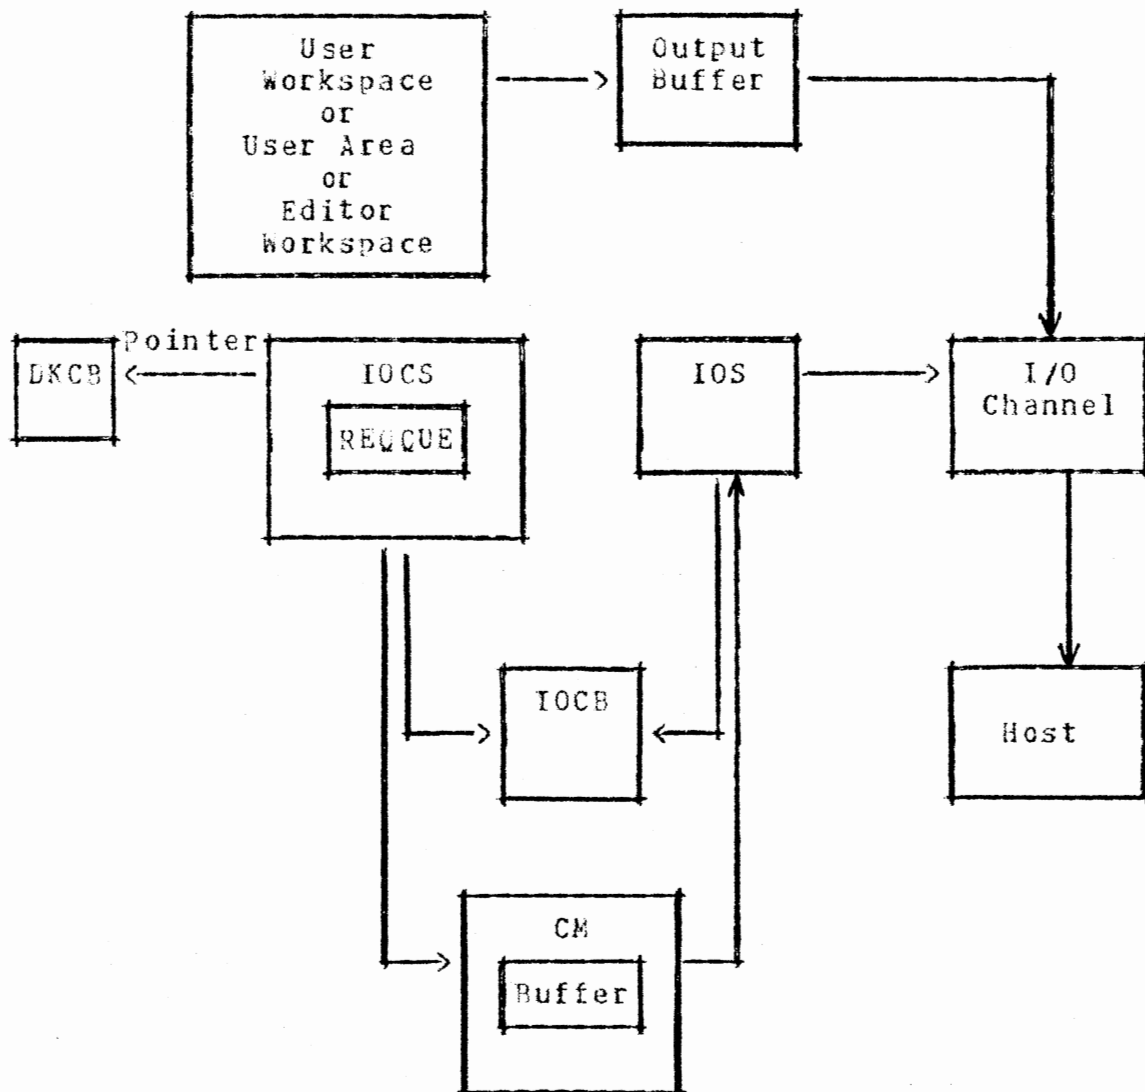 User
Workspace
or
User Area
or
Editor
Workspace
Output
Buffer
Pointer
DKCB
IOCS
REQCUE
IOS
I/O
Channel
IOCB
Host
CM
Buffer